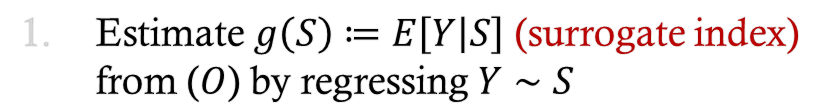 1. Estimate g(S) ≔ E[Y|S] (surrogate index)
from (O) by regressing Y ~ S